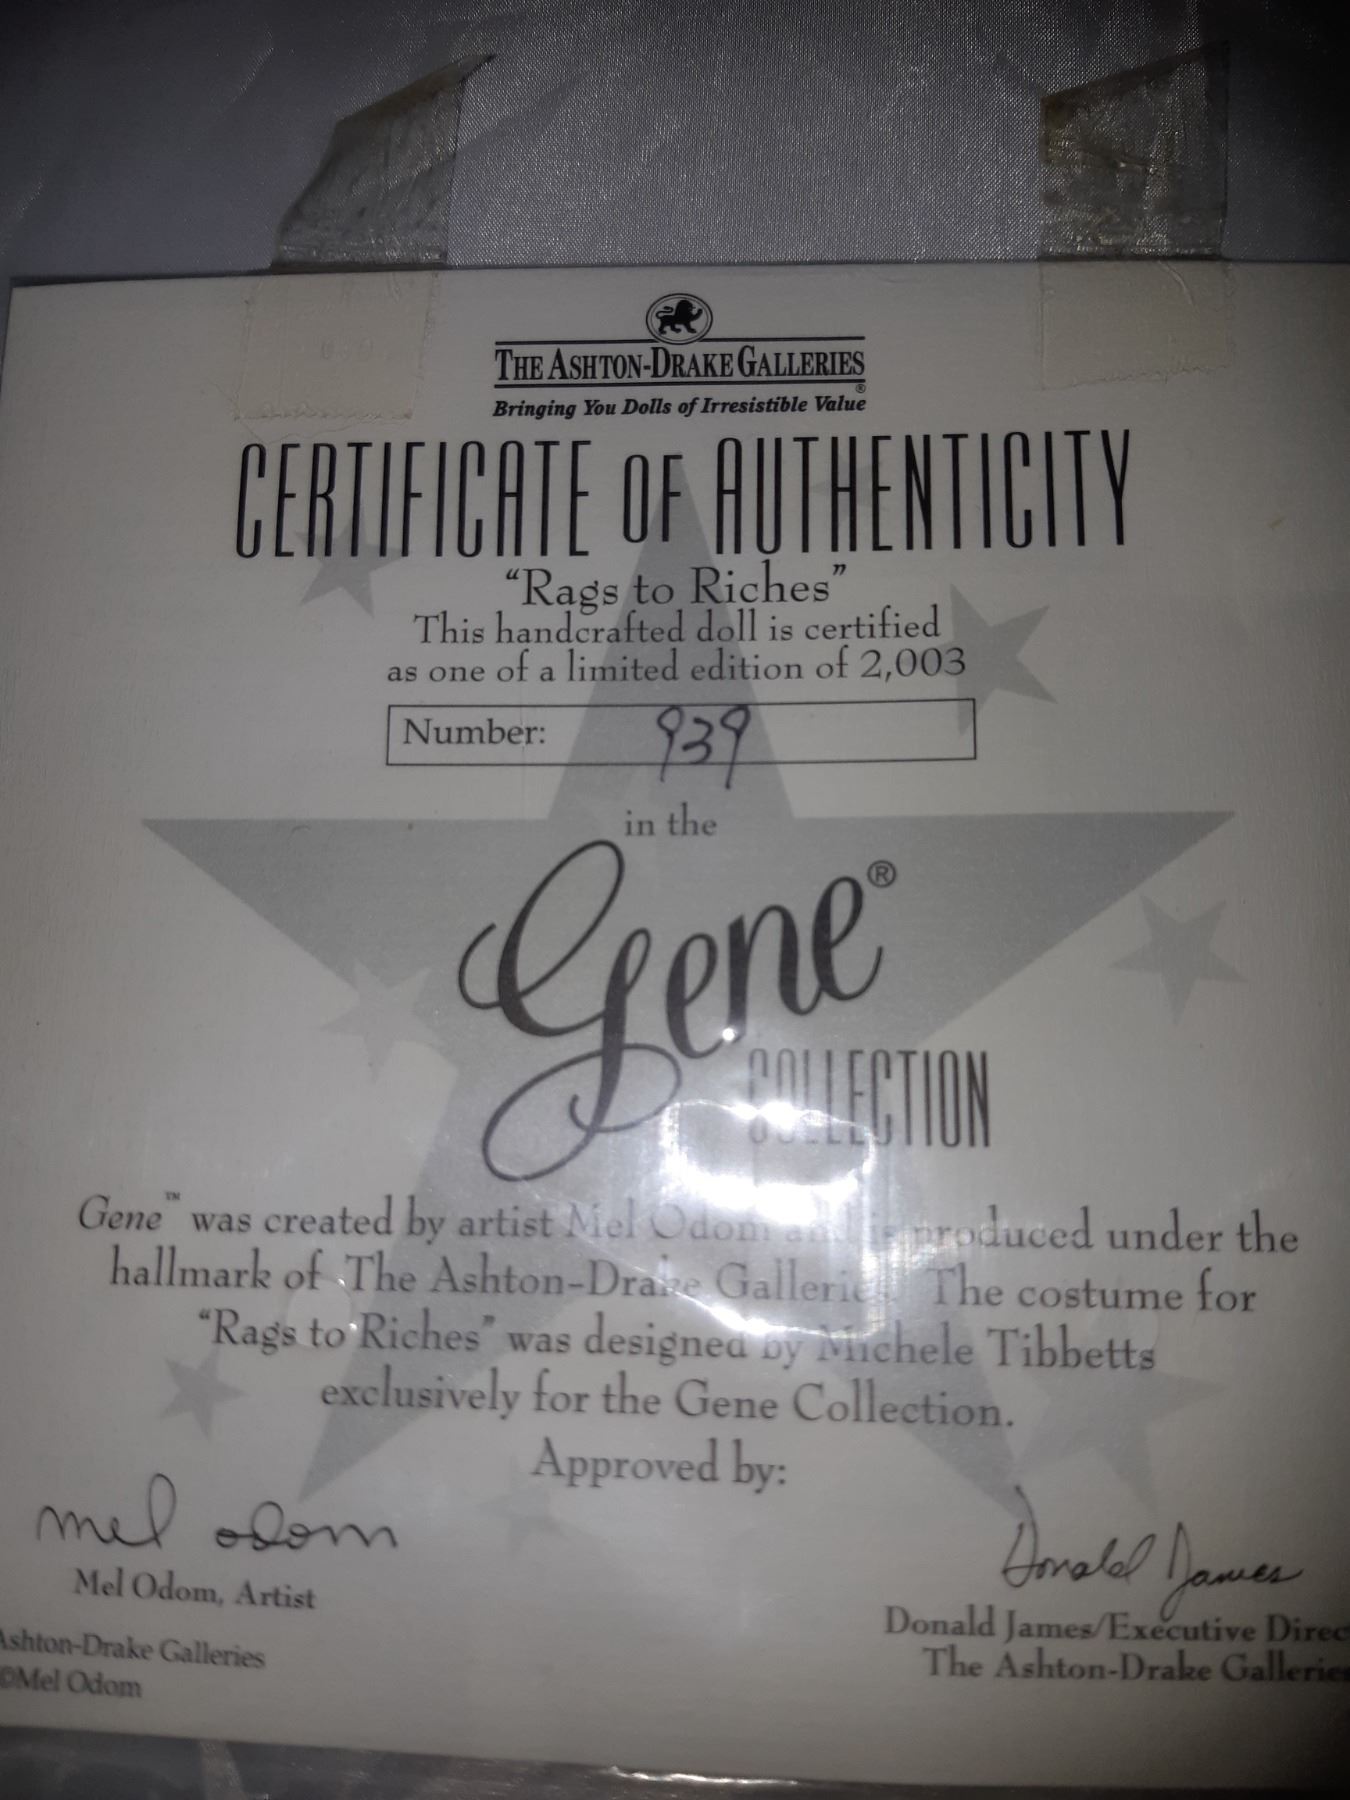 THE ASHTON-DRAKE GALLERIES
®
Bringing You Dolls of Irresistible Value
CERTIFICATE OF AUTHENTICITY
“Rags to Riches”
This handcrafted doll is certified
as one of a limited edition of 2,003
Number: 939
in the
Gene®
COLLECTION
Gene™ was created by artist Mel Odom and is produced under the
hallmark of The Ashton-Drake Galleries. The costume for
“Rags to Riches” was designed by Michele Tibbetts
exclusively for the Gene Collection.
Approved by:
mel odom
Donald James
Mel Odom, Artist
Donald James/Executive Direc
Ashton-Drake Galleries
The Ashton-Drake Gallerie
©Mel Odom